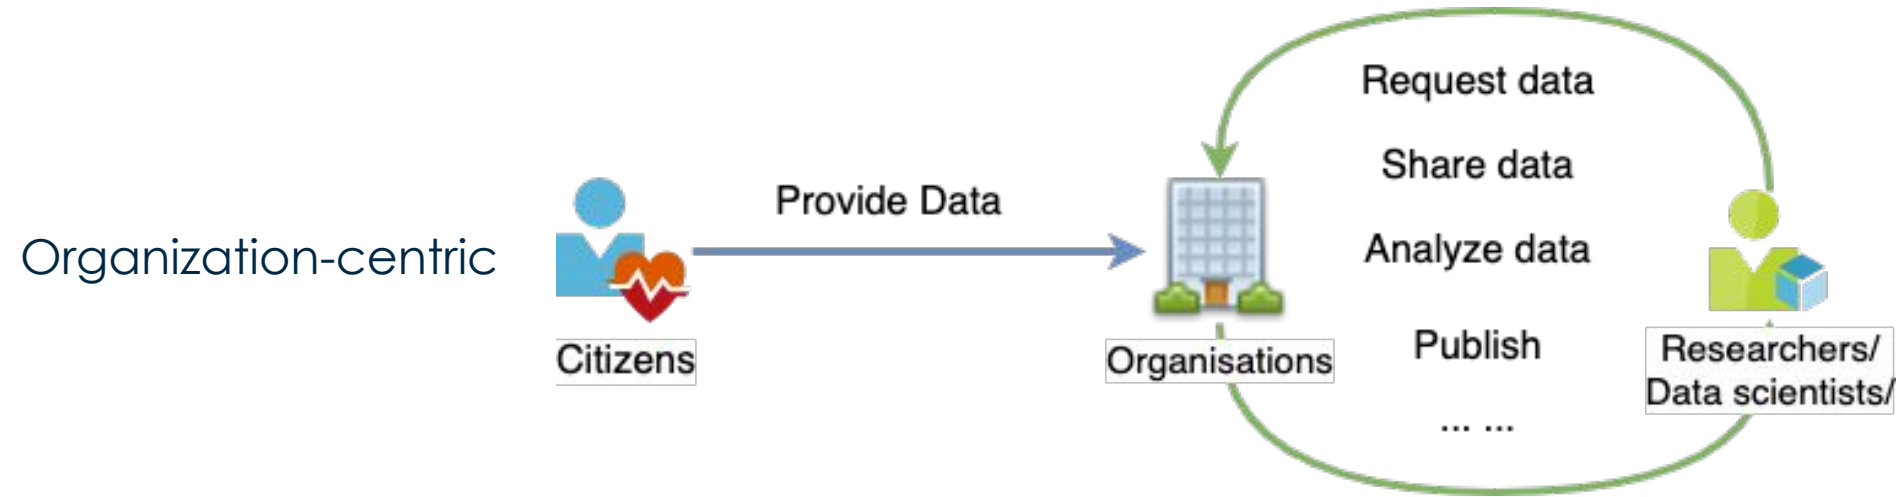 Organization-centric
Provide Data
Citizens
Organisations
Request data
Share data
Analyze data
Publish
... ...
Researchers/
Data scientists/